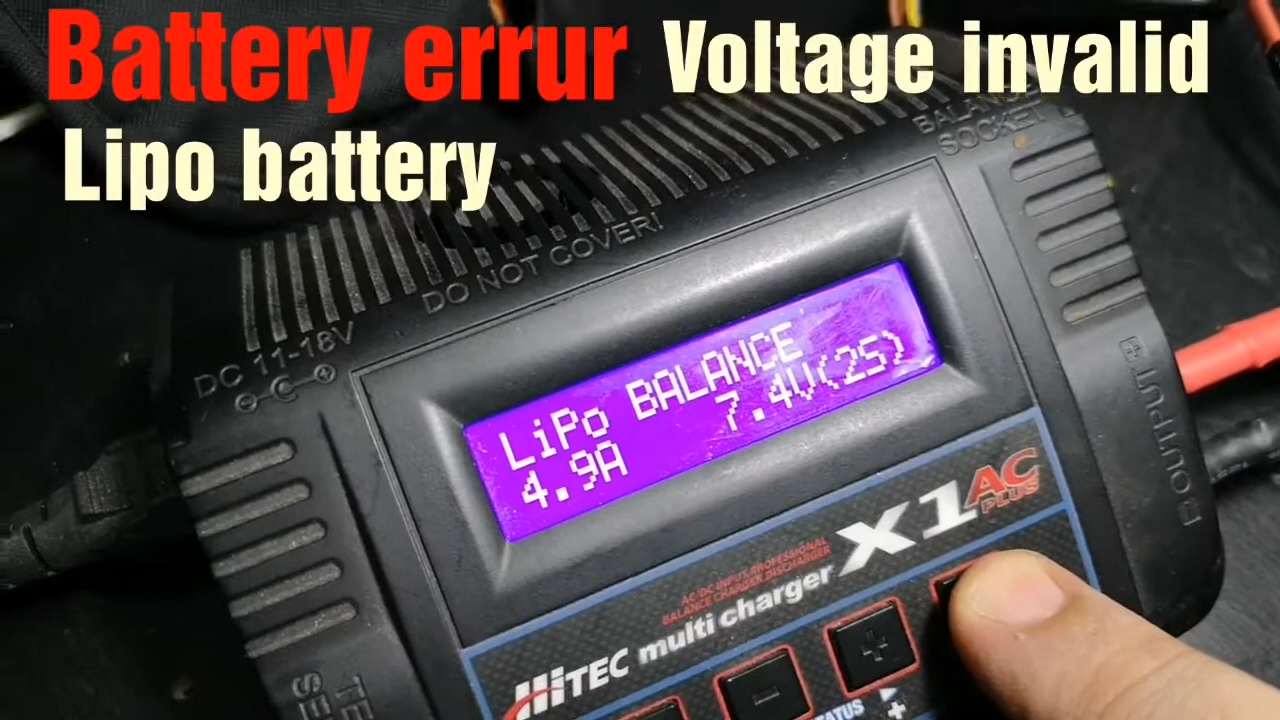 Battery errur Voltage invalid
Lipo battery
BALANCE SOCKET
DO NOT COVER!
DC 11-18V
LiPo BALANCE
4.9A 7.4V(2S)
OUTPUT
X1 AC PLUS
AC/DC INPUT PROFESSIONAL
BALANCE CHARGER DISCHARGER
HiTEC multi charger
STATUS